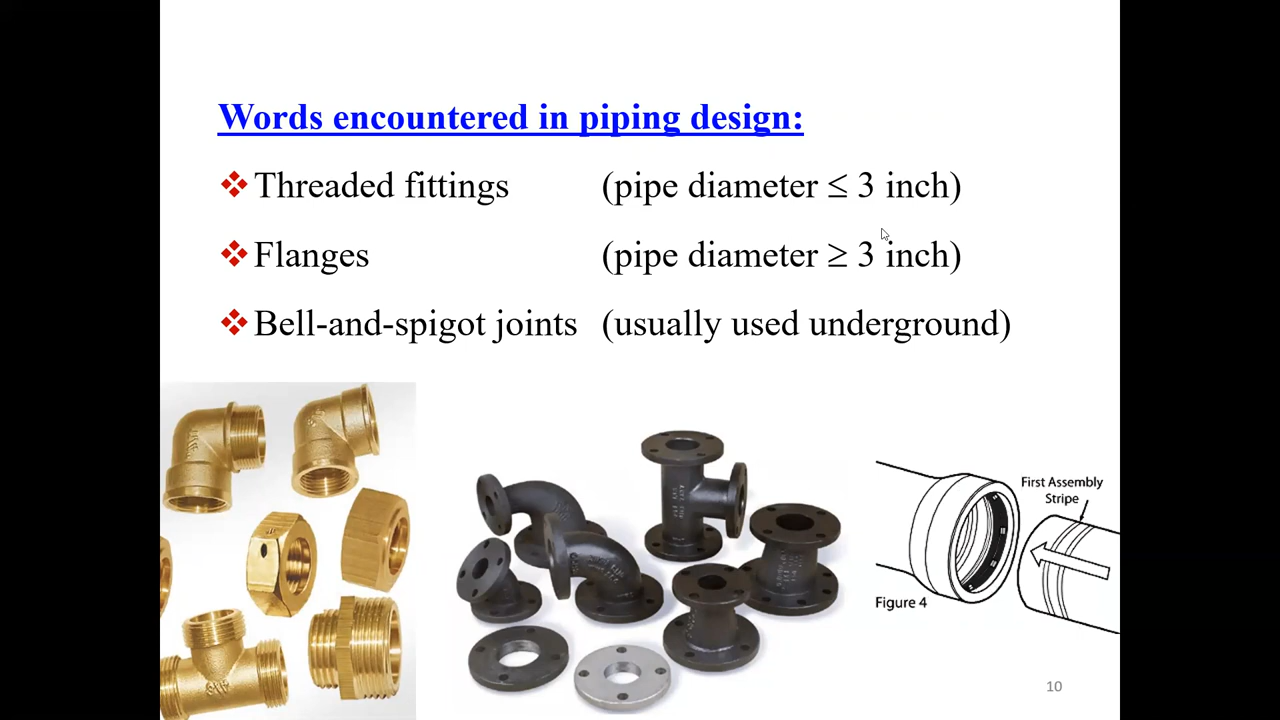 Words encountered in piping design:
Threaded fittings (pipe diameter ≤ 3 inch)
Flanges (pipe diameter ≥ 3 inch)
Bell-and-spigot joints (usually used underground)
First Assembly
Stripe
Figure 4
10